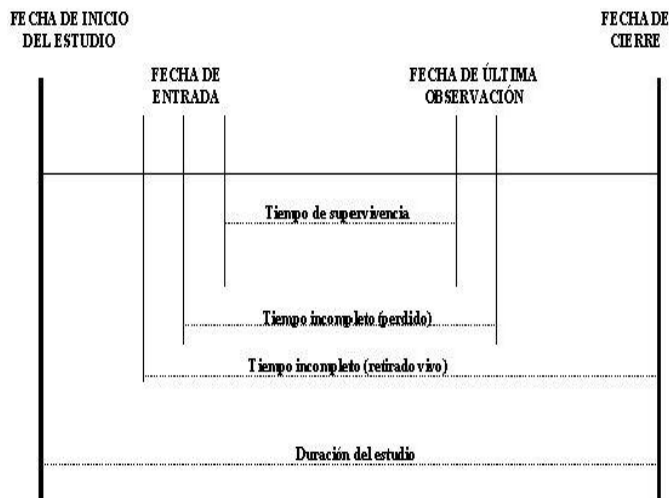 FECHA DE INICIO
DEL ESTUDIO
FECHA DE
CIERRE
FECHA DE
ENTRADA
FECHA DE ÚLTIMA
OBSERVACIÓN
Tiempo de supervivencia
Tiempo incompleto (perdido)
Tiempo incompleto (retirado vivo)
Duración del estudio